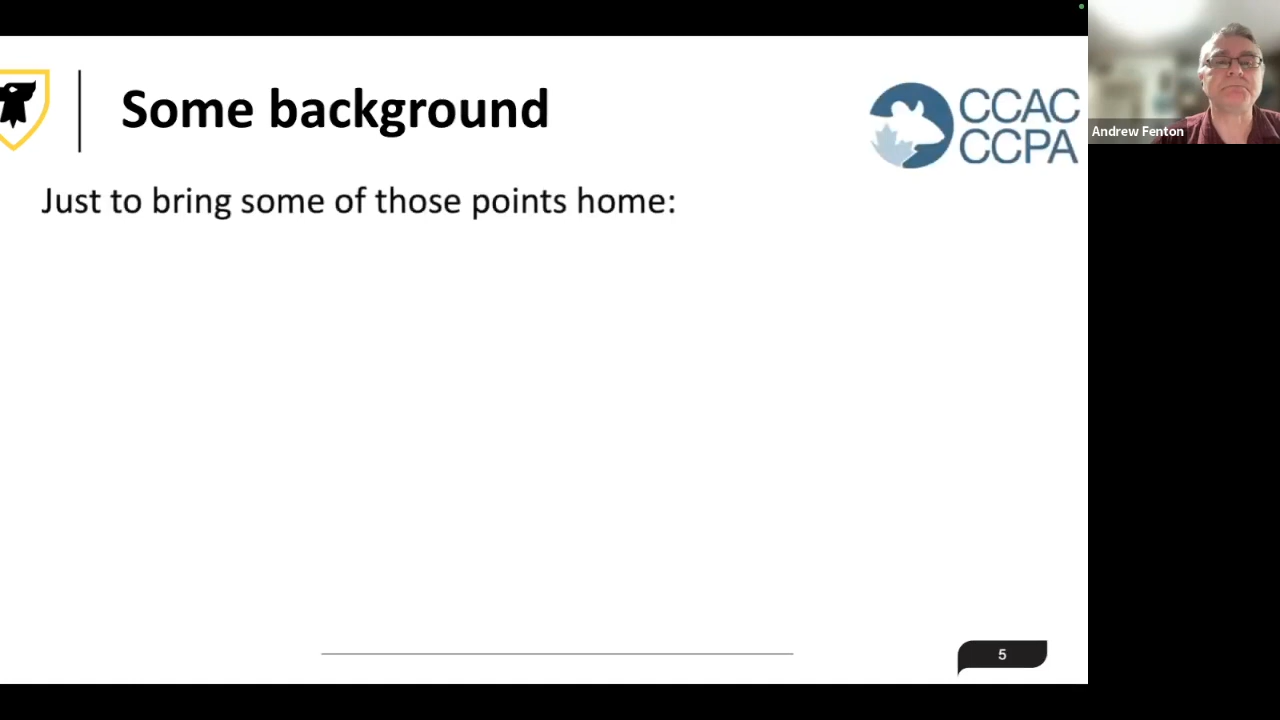 Some background
CCAC
CCPA
Andrew Fenton
Just to bring some of those points home:
5